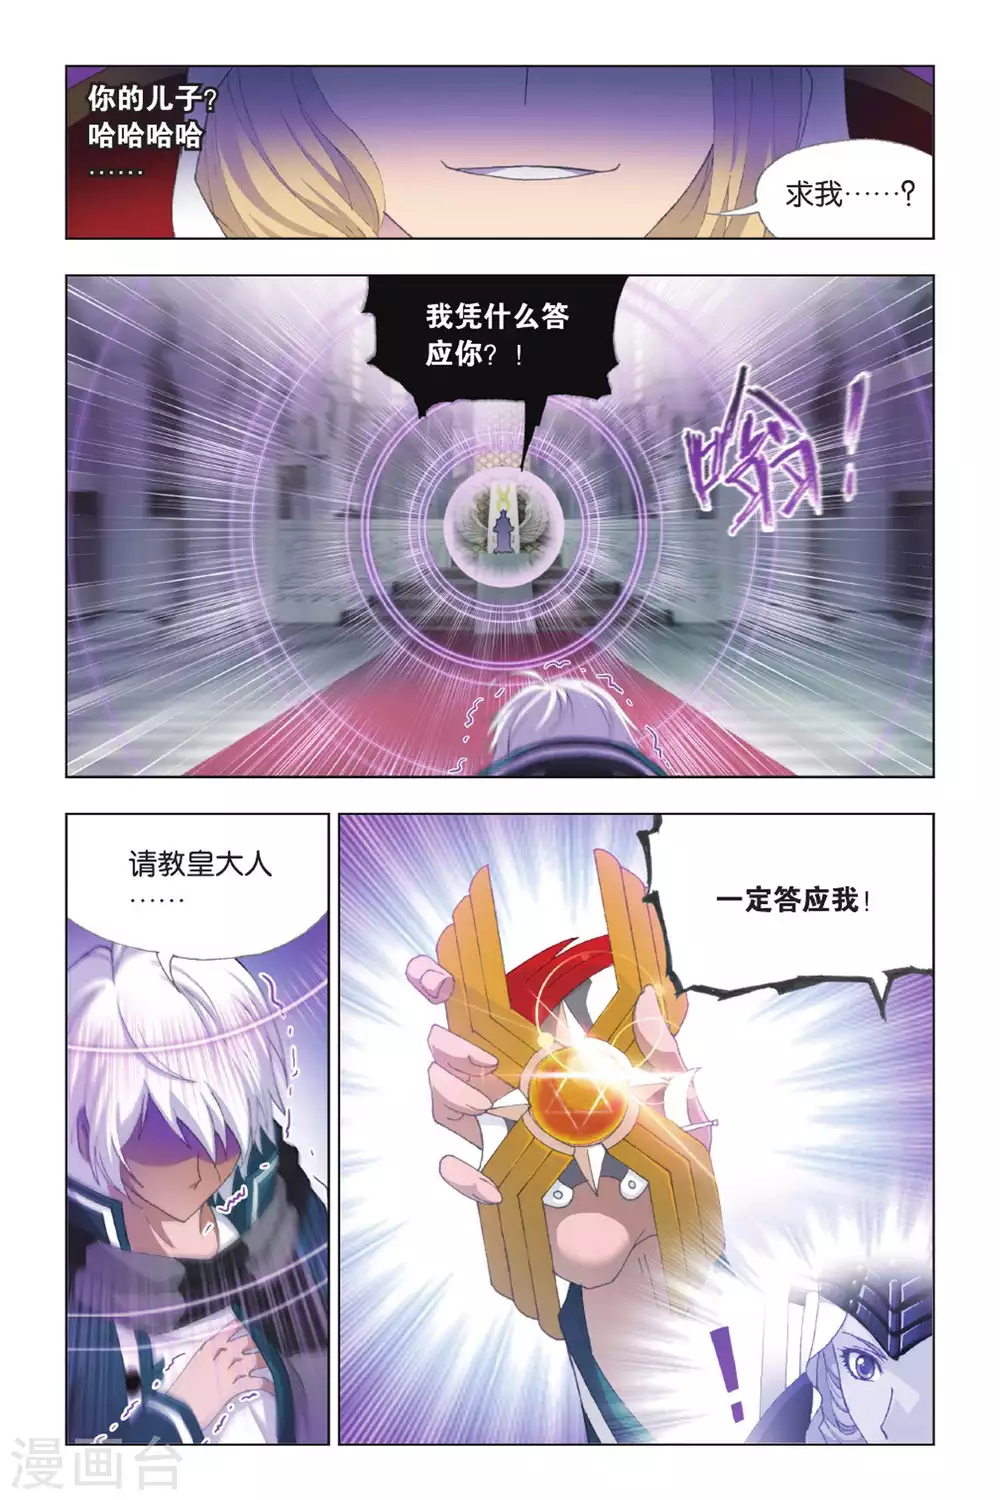 你的儿子？
哈哈哈哈
……
求我……？
我凭什么答
应你？！
嗡！
请教皇大人
……
一定答应我！
！
漫画台